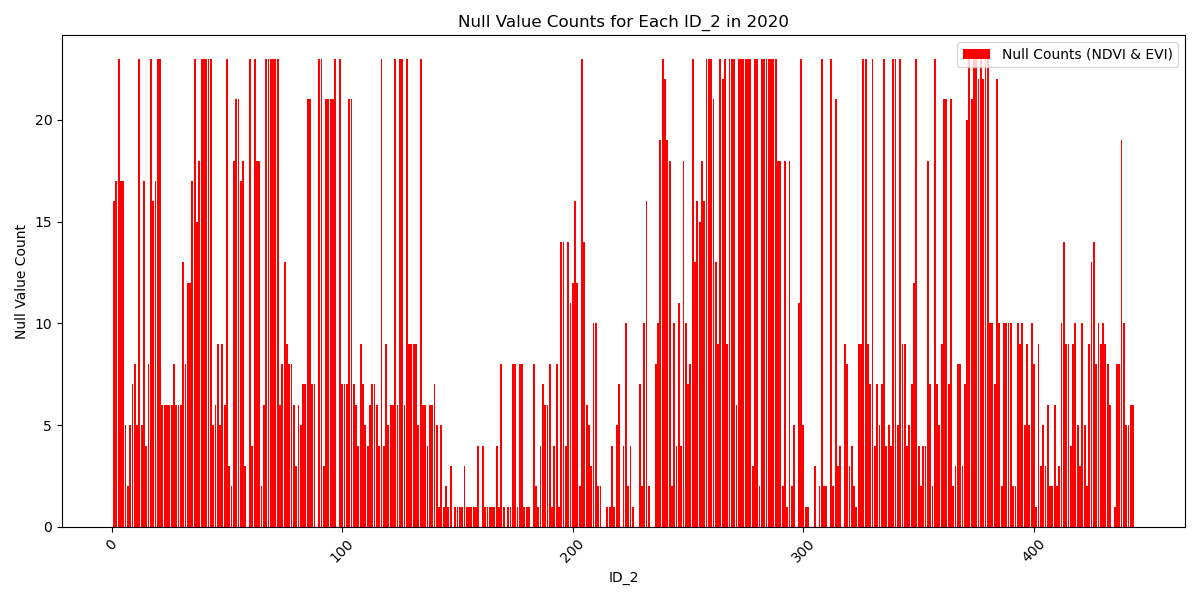 Null Value Counts for Each ID_2 in 2020
Null Counts (NDVI & EVI)
Null Value Count
20
15
10
5
0
0
100
200
300
400
ID_2